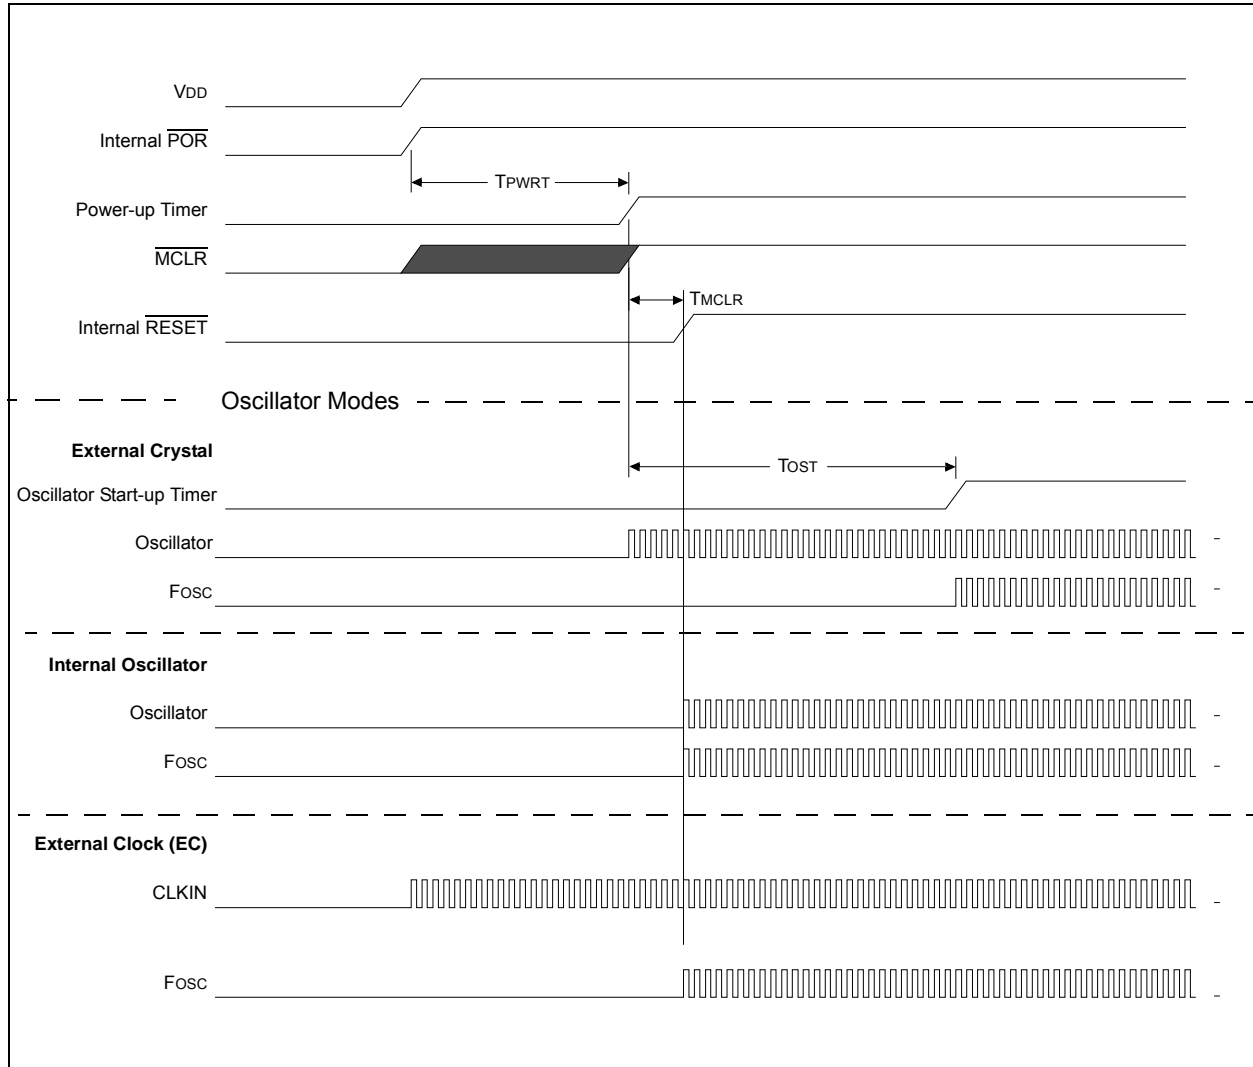 VDD
Internal POR
TPWRT
Power-up Timer
MCLR
TMCLR
Internal RESET
Oscillator Modes
External Crystal
TOST
Oscillator Start-up Timer
Oscillator
FOSC
Internal Oscillator
Oscillator
FOSC
External Clock (EC)
CLKIN
FOSC